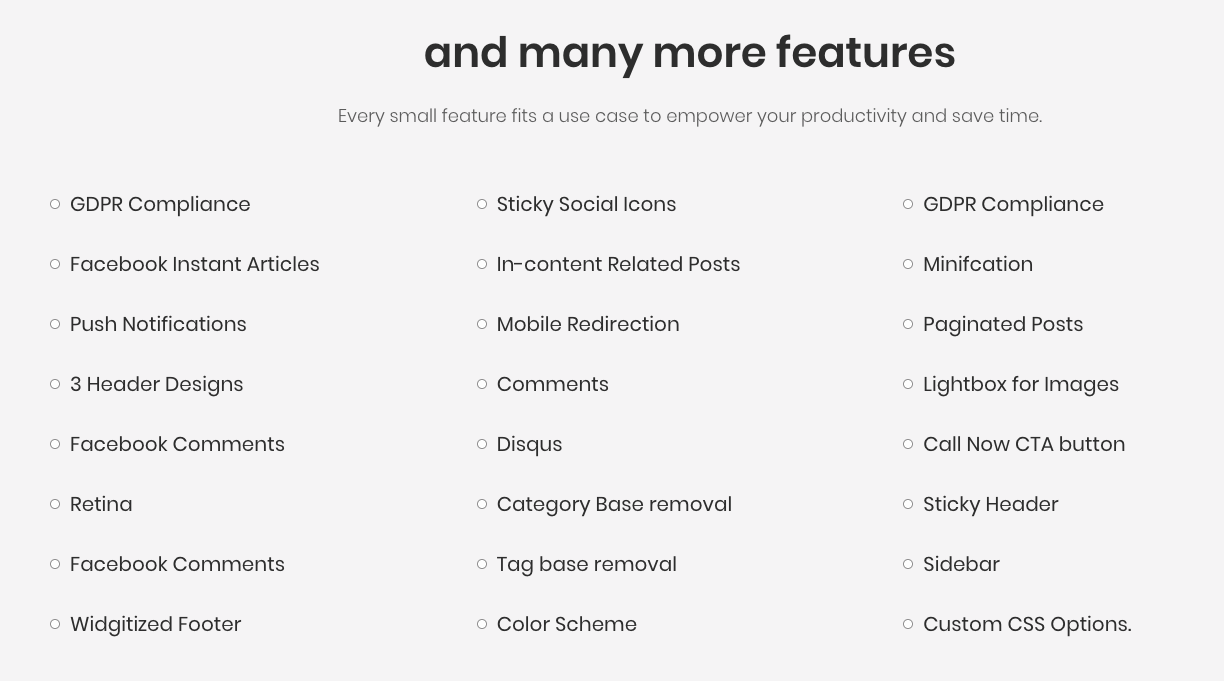 and many more features
Every small feature fits a use case to empower your productivity and save time.
GDPR Compliance
Facebook Instant Articles
Push Notifications
3 Header Designs
Facebook Comments
Retina
Facebook Comments
Widgitized Footer
Sticky Social Icons
In-content Related Posts
Mobile Redirection
Comments
Disqus
Category Base removal
Tag base removal
Color Scheme
GDPR Compliance
Minifcation
Paginated Posts
Lightbox for Images
Call Now CTA button
Sticky Header
Sidebar
Custom CSS Options.